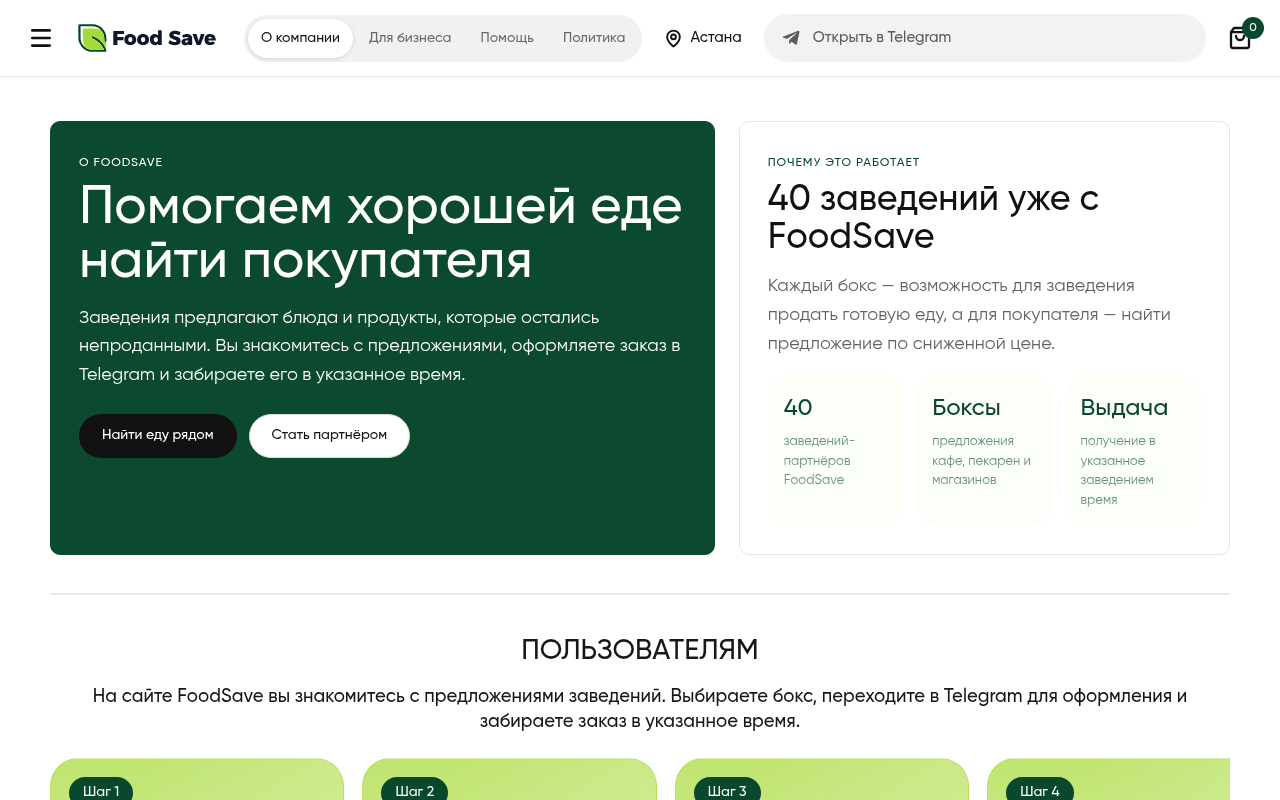 Food Save
О компании
Для бизнеса
Помощь
Политика
Астана
Открыть в Telegram
0
О FOODSAVE
Помогаем хорошей еде
найти покупателя
Заведения предлагают блюда и продукты, которые остались
непроданными. Вы знакомитесь с предложениями, оформляете заказ в
Telegram и забираете его в указанное время.
Найти еду рядом
Стать партнёром
ПОЧЕМУ ЭТО РАБОТАЕТ
40 заведений уже с
FoodSave
Каждый бокс — возможность для заведения
продать готовую еду, а для покупателя — найти
предложение по сниженной цене.
40
заведений-
партнёров
FoodSave
Боксы
предложения
кафе, пекарен и
магазинов
Выдача
получение в
указанное
заведением
время
ПОЛЬЗОВАТЕЛЯМ
На сайте FoodSave вы знакомитесь с предложениями заведений. Выбираете бокс, переходите в Telegram для оформления и
забираете заказ в указанное время.
Шаг 1
Шаг 2
Шаг 3
Шаг 4